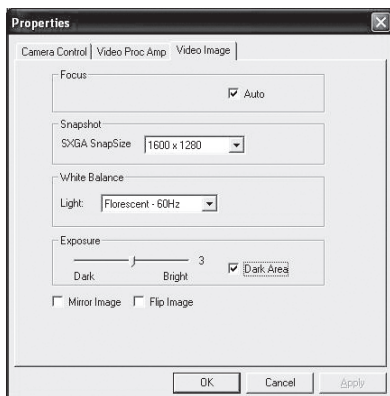 Properties
Camera Control Video Proc Amp Video Image
Focus
Auto
Snapshot
SXGA SnapSize 1600 x 1280
White Balance
Light: Florescent - 60Hz
Exposure
3
Dark Bright Dark Area
Mirror Image Flip Image
OK Cancel Apply